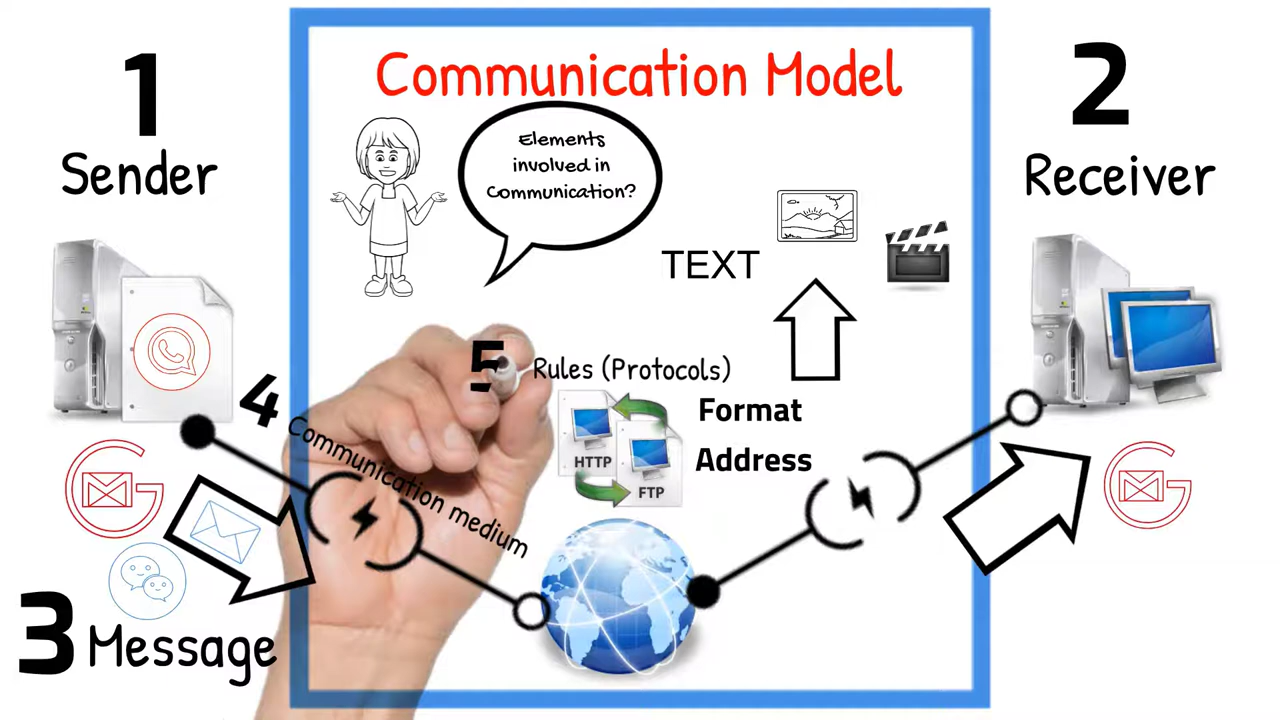 Communication Model
1
Sender
2
Receiver
Elements
involved in
Communication?
TEXT
5 Rules (Protocols)
Format
Address
HTTP
FTP
4
Communication medium
3 Message